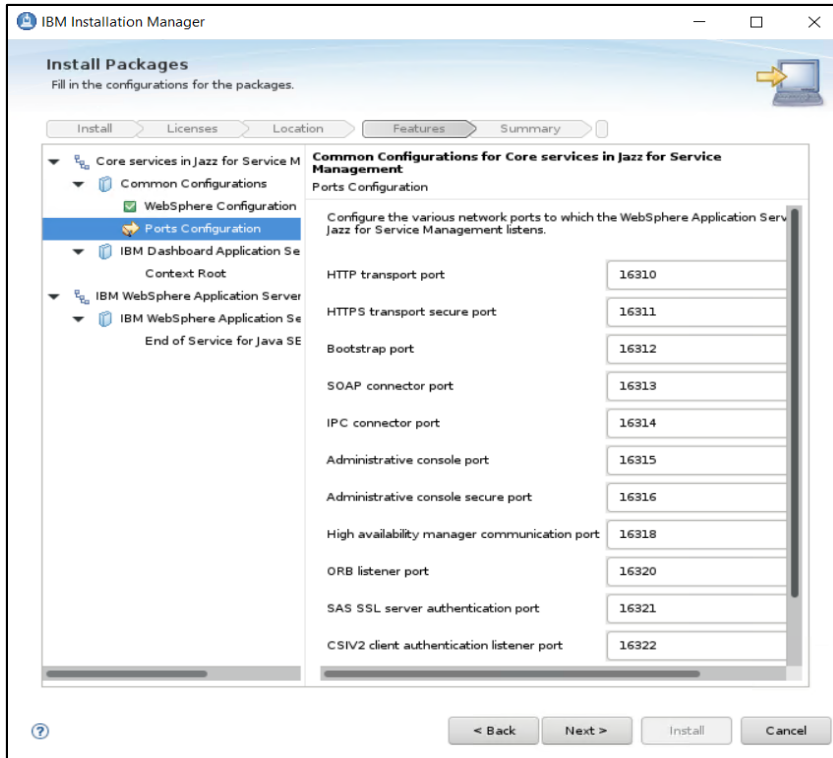 IBM Installation Manager
Install Packages
Fill in the configurations for the packages.
Install
Licenses
Location
Features
Summary
Core services in Jazz for Service M
Common Configurations
WebSphere Configuration
Ports Configuration
IBM Dashboard Application Se
Context Root
IBM WebSphere Application Server
IBM WebSphere Application Se
End of Service for Java SE
Common Configurations for Core services in Jazz for Service
Management
Ports Configuration
Configure the various network ports to which the WebSphere Application Serv
Jazz for Service Management listens.
HTTP transport port 16310
HTTPS transport secure port 16311
Bootstrap port 16312
SOAP connector port 16313
IPC connector port 16314
Administrative console port 16315
Administrative console secure port 16316
High availability manager communication port 16318
ORB listener port 16320
SAS SSL server authentication port 16321
CSIV2 client authentication listener port 16322
?
< Back
Next >
Install
Cancel